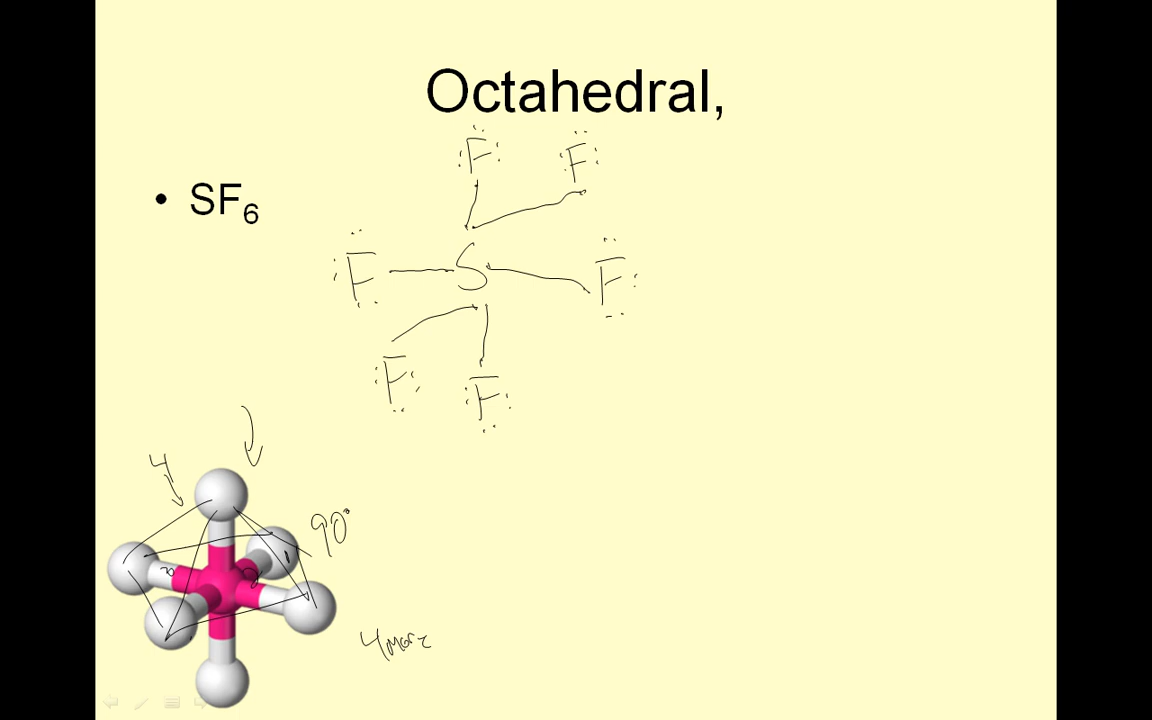 Octahedral,
• SF₆
F F
F S F
F F
4
90°
4 more